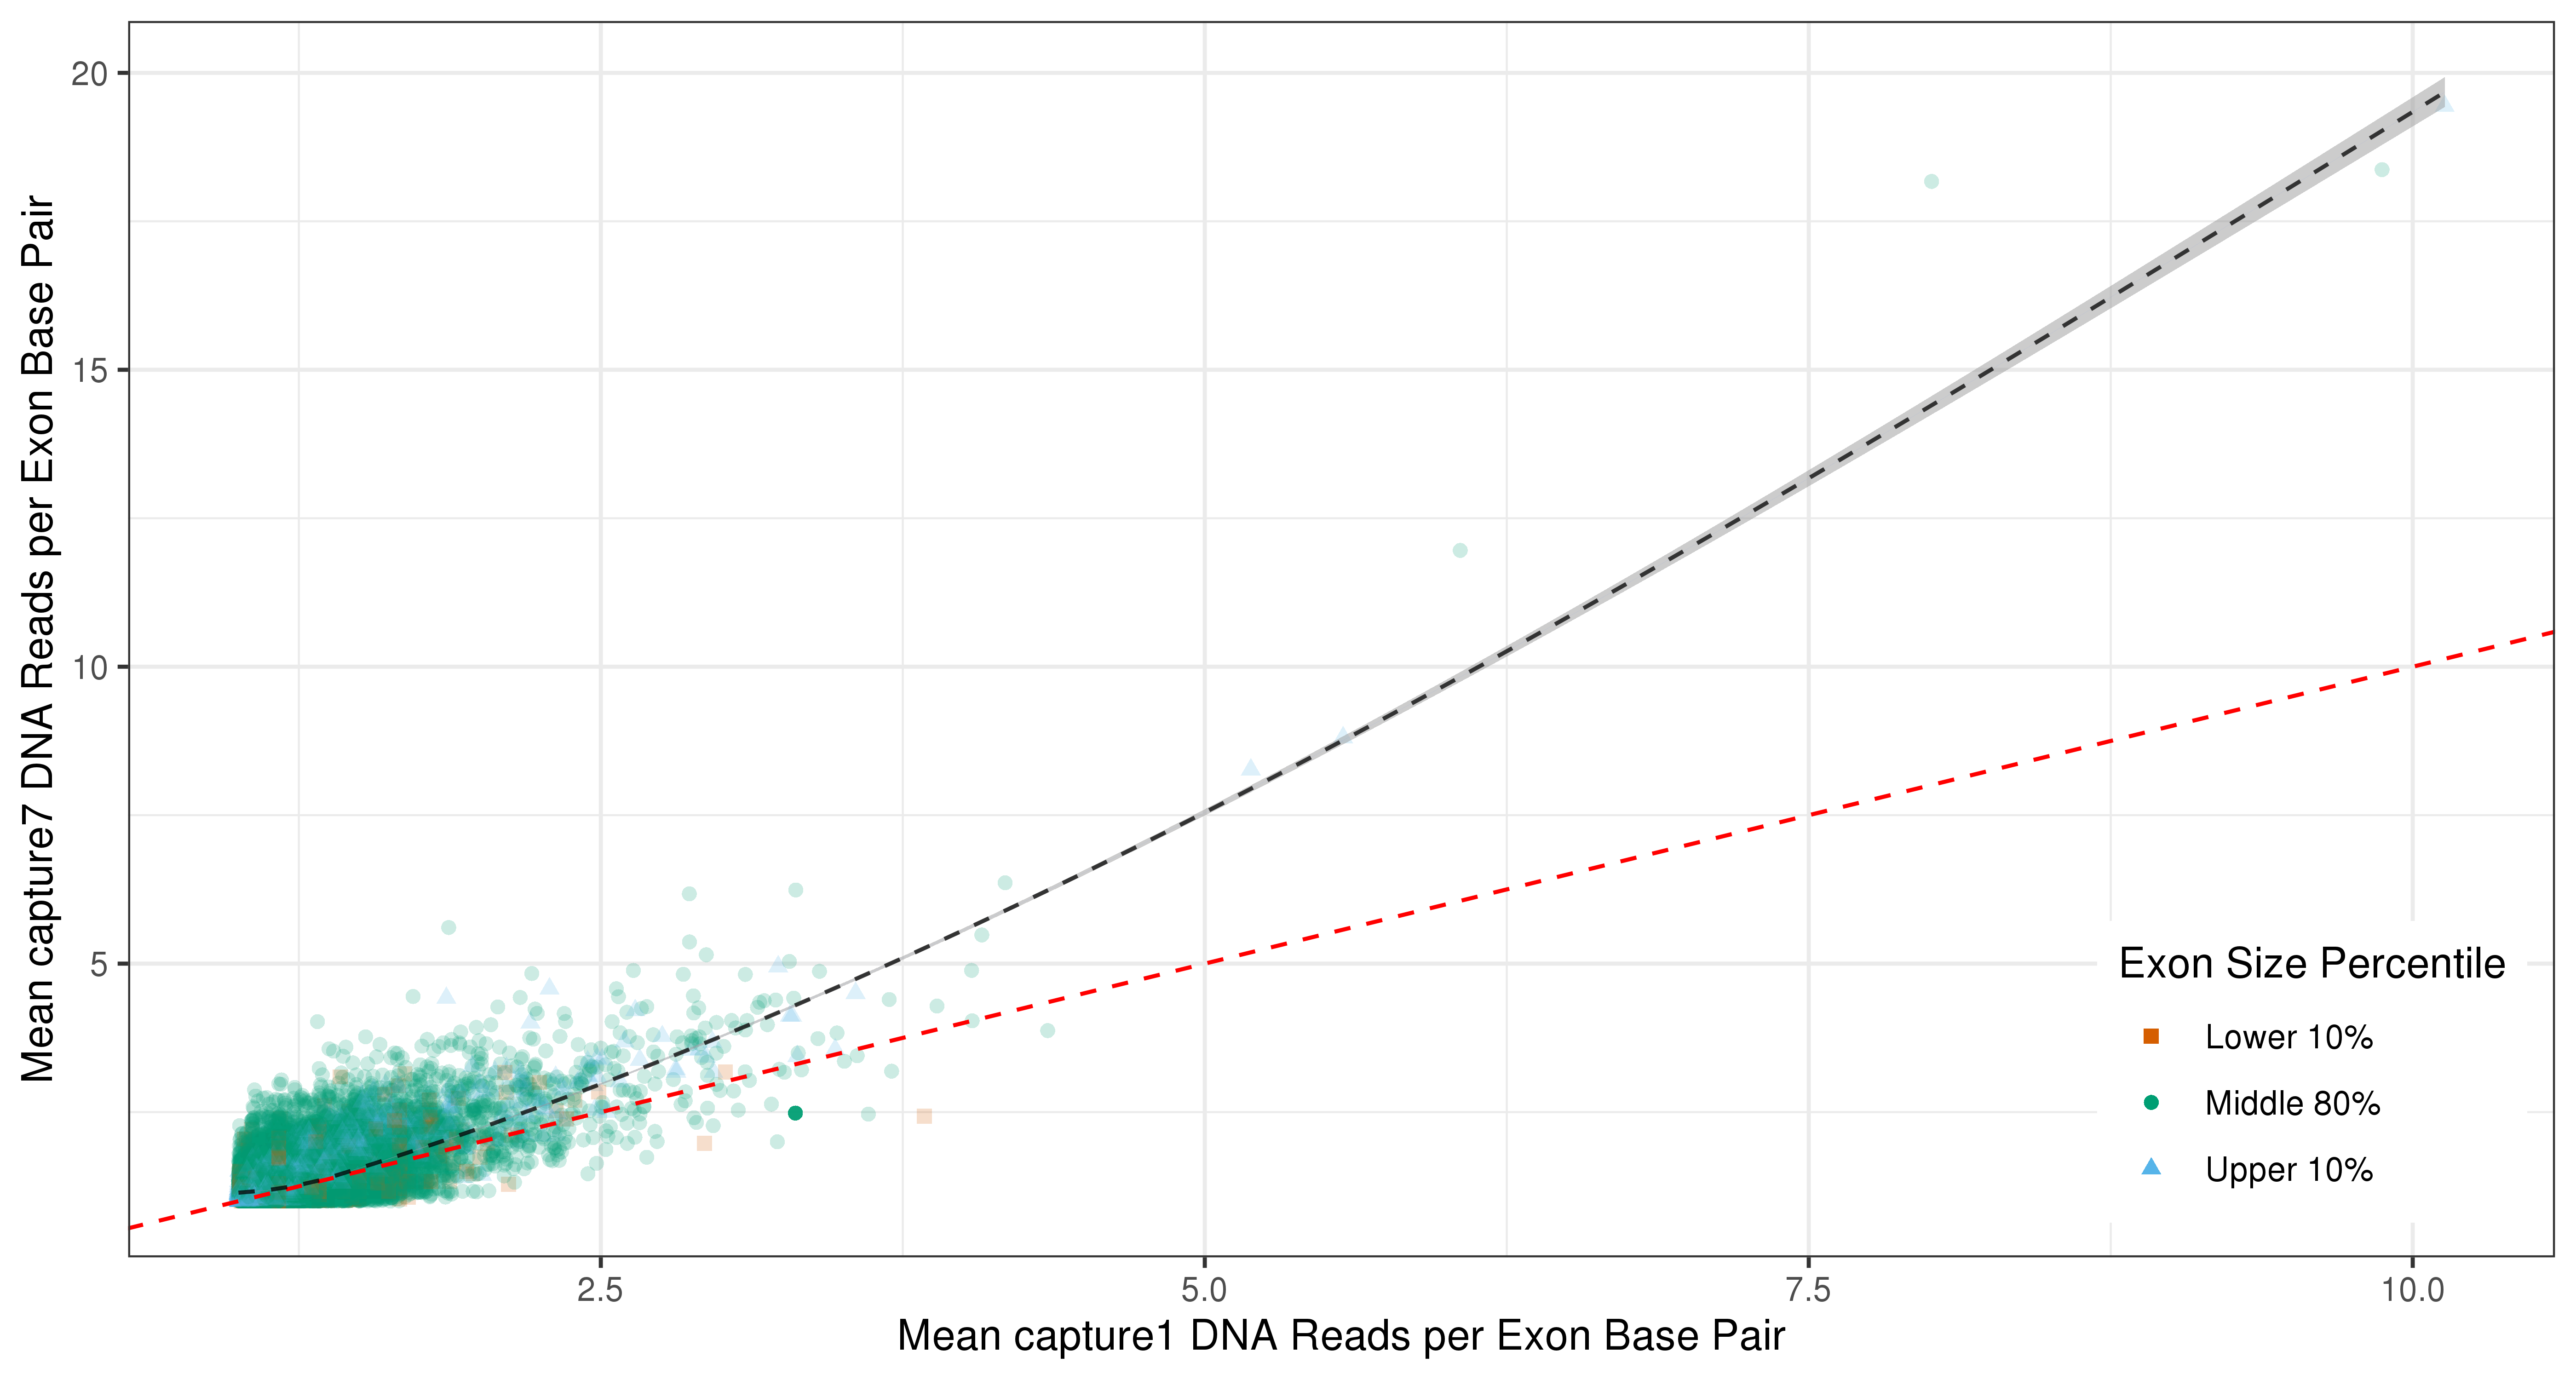 Mean capture7 DNA Reads per Exon Base Pair
20
15
10
5
2.5
5.0
7.5
10.0
Mean capture1 DNA Reads per Exon Base Pair
Exon Size Percentile
Lower 10%
Middle 80%
Upper 10%